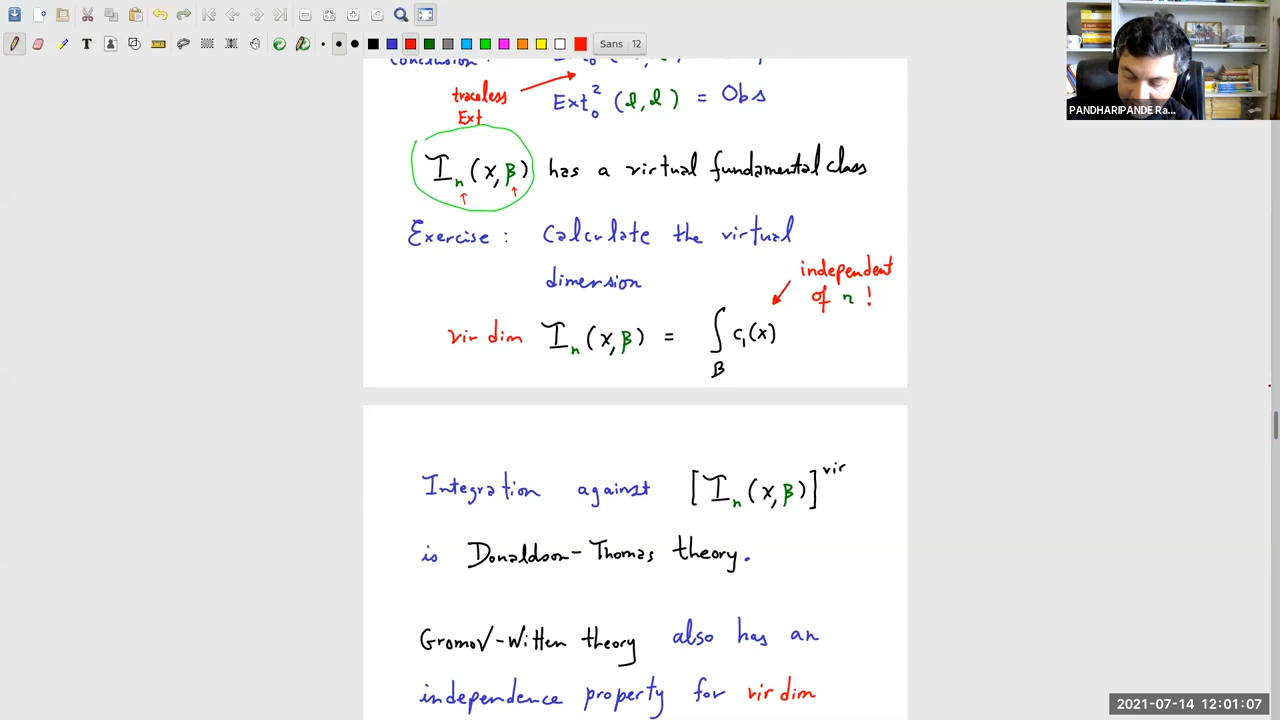 Sans 12
PANDHARIPANDE Ra...
Conclusion :
traceless Ext
Ext₀² (I, I) = Obs
Iₙ (X, β) has a virtual fundamental class
Exercise : Calculate the virtual
dimension
independent
of n !
vir dim Iₙ (X, β) = ∫_β c₁(X)
Integration against [Iₙ (X, β)]^vir
is Donaldson-Thomas theory.
Gromov-Witten theory also has an
independence property for vir dim
2021-07-14 12:01:07